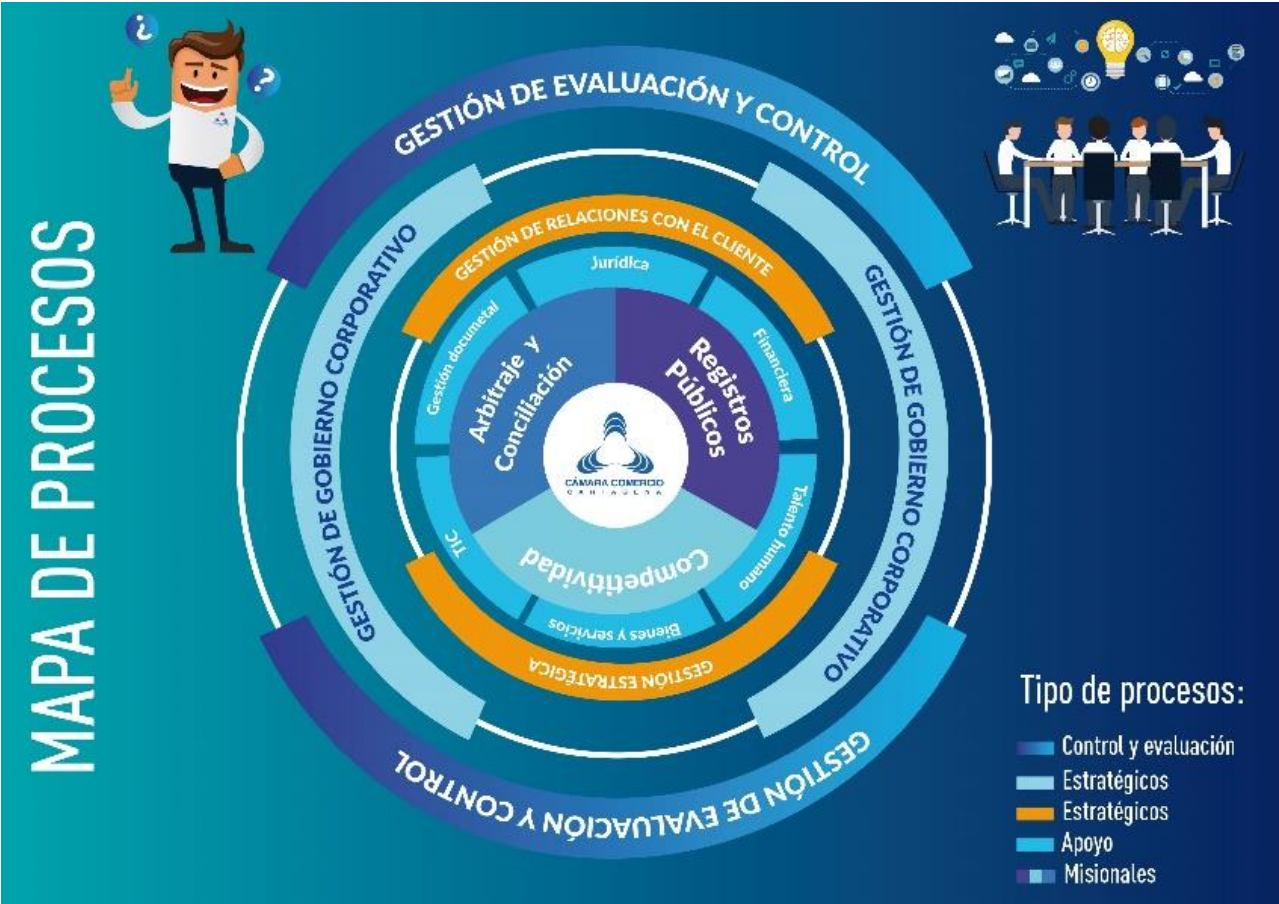 MAPA DE PROCESOS
¿
?
GESTIÓN DE EVALUACIÓN Y CONTROL
GESTIÓN DE GOBIERNO CORPORATIVO
GESTIÓN DE GOBIERNO CORPORATIVO
GESTIÓN DE RELACIONES CON EL CLIENTE
Jurídica
Gestión documetal
Financiera
Arbitraje y
Conciliación
Registros
Públicos
CÁMARA COMERCIO
CARTAGENA
TIC
Talento humano
Competitividad
Bienes y servicios
GESTIÓN ESTRATÉGICA
GESTIÓN DE EVALUACIÓN Y CONTROL
Tipo de procesos:
Control y evaluación
Estratégicos
Estratégicos
Apoyo
Misionales